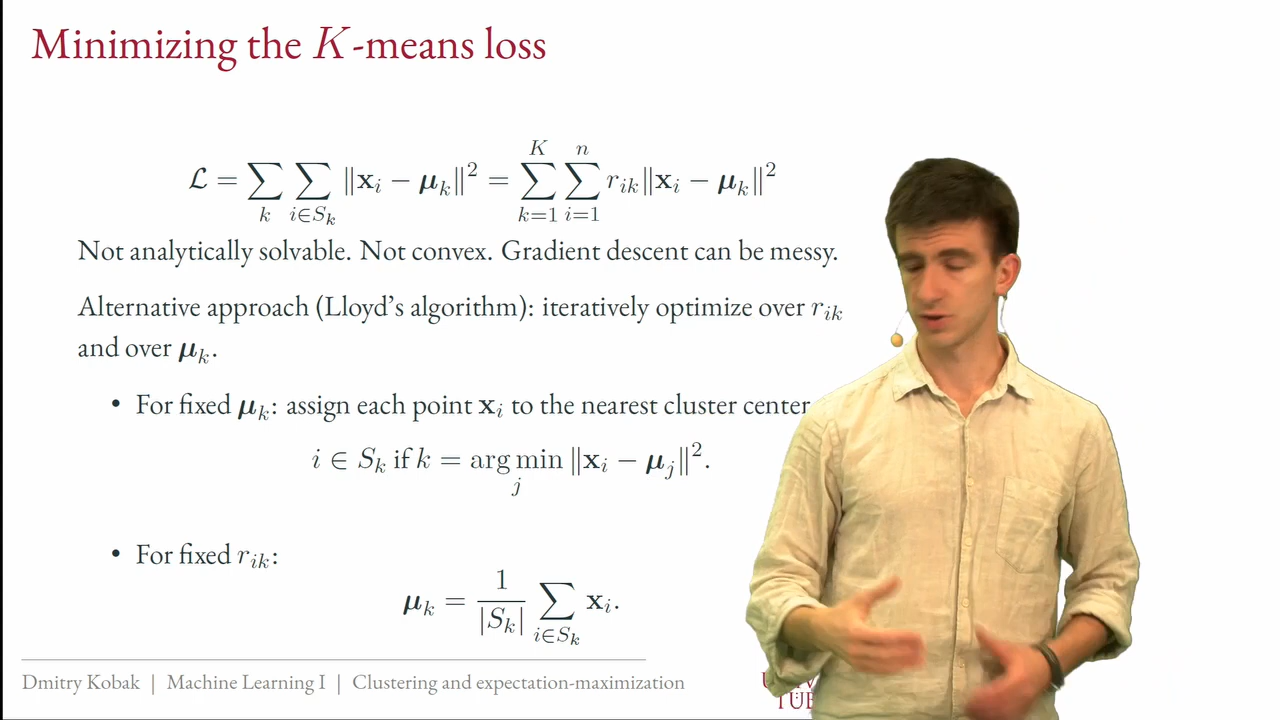 Minimizing the K-means loss
ℒ = ∑_k ∑_{i∈S_k} ‖x_i − μ_k‖² = ∑_{k=1}^{K} ∑_{i=1}^{n} r_{ik}‖x_i − μ_k‖²
Not analytically solvable. Not convex. Gradient descent can be messy.
Alternative approach (Lloyd's algorithm): iteratively optimize over r_{ik}
and over μ_k.
• For fixed μ_k: assign each point x_i to the nearest cluster center
i ∈ S_k if k = arg min_j ‖x_i − μ_j‖².
• For fixed r_{ik}:
μ_k = \frac{1}{|S_k|} ∑_{i∈S_k} x_i.
Dmitry Kobak | Machine Learning I | Clustering and expectation-maximization